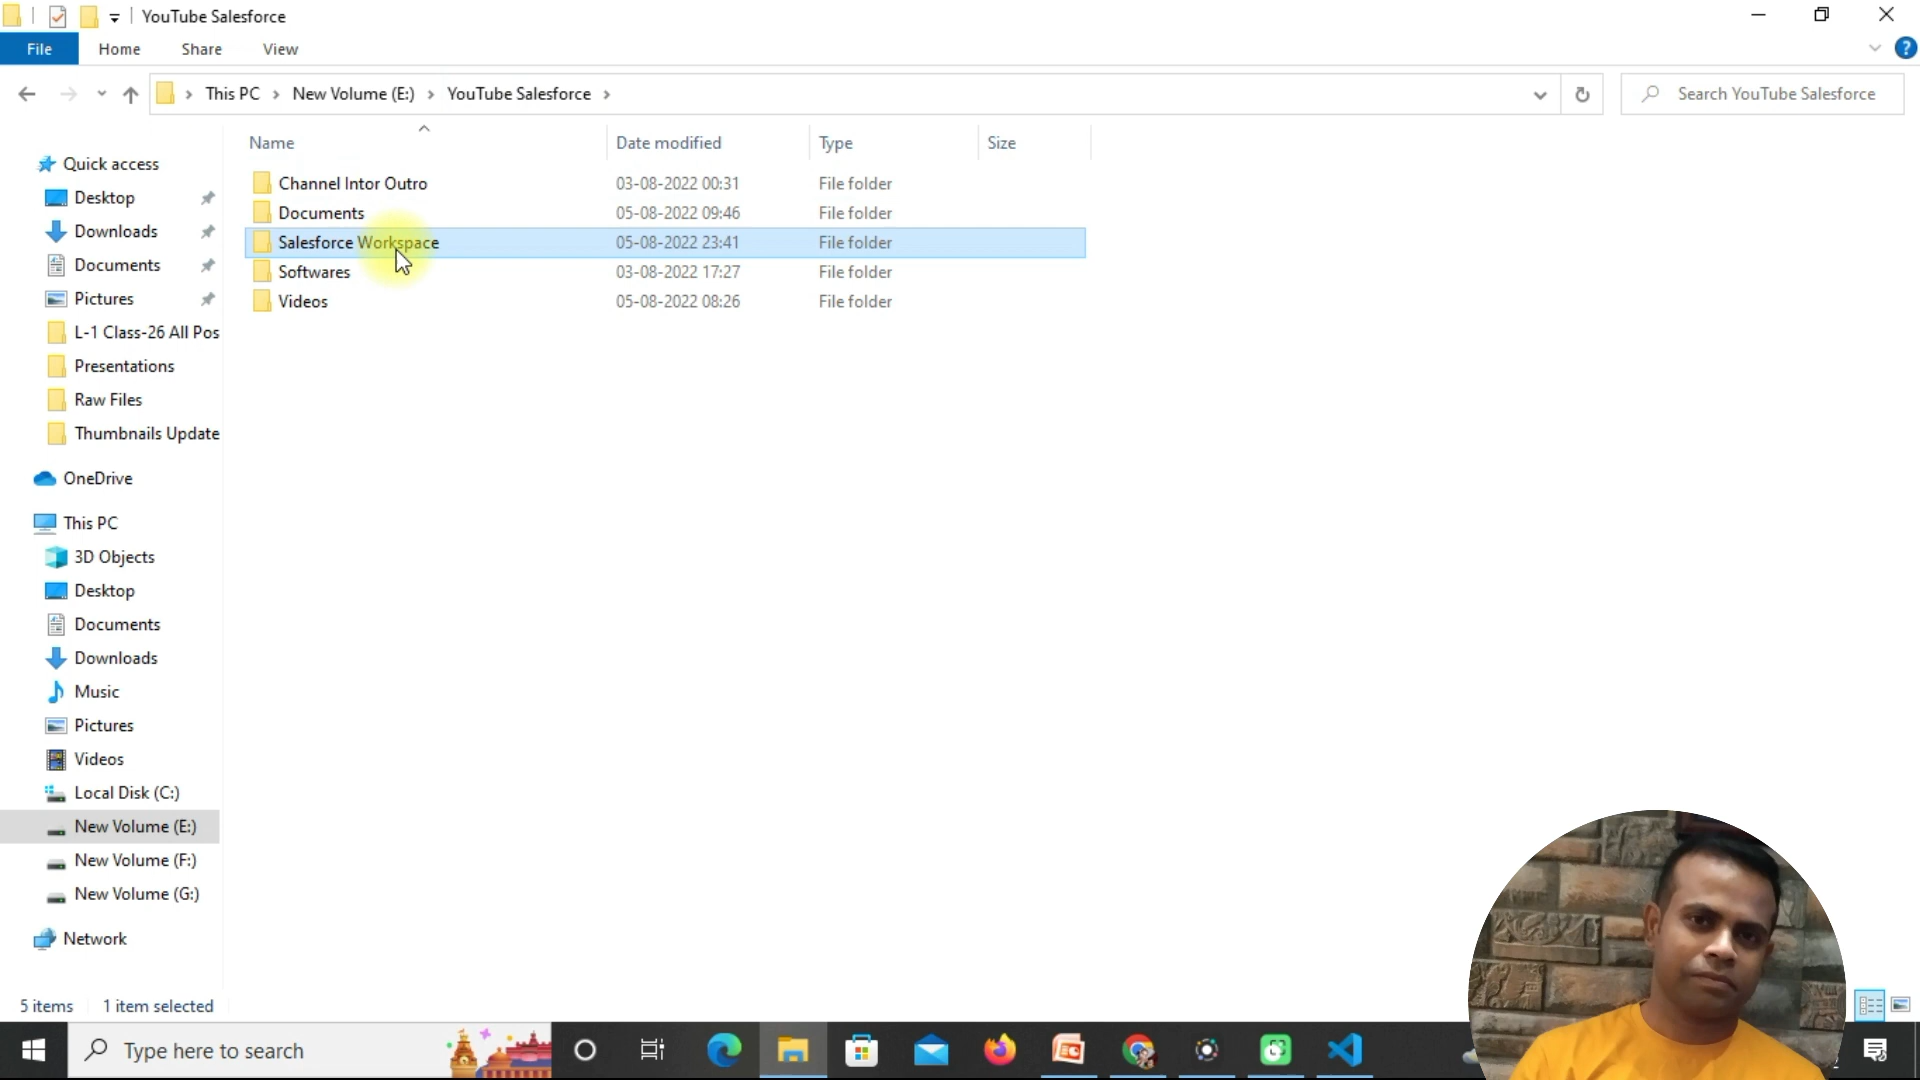 YouTube Salesforce
File Home Share View
This PC New Volume (E:) YouTube Salesforce
Search YouTube Salesforce
Name Date modified Type Size
Channel Intor Outro 03-08-2022 00:31 File folder
Documents 05-08-2022 09:46 File folder
Salesforce Workspace 05-08-2022 23:41 File folder
Softwares 03-08-2022 17:27 File folder
Videos 05-08-2022 08:26 File folder
Quick access
Desktop
Downloads
Documents
Pictures
L-1 Class-26 All Pos
Presentations
Raw Files
Thumbnails Update
OneDrive
This PC
3D Objects
Desktop
Documents
Downloads
Music
Pictures
Videos
Local Disk (C:)
New Volume (E:)
New Volume (F:)
New Volume (G:)
Network
5 items 1 item selected
Type here to search